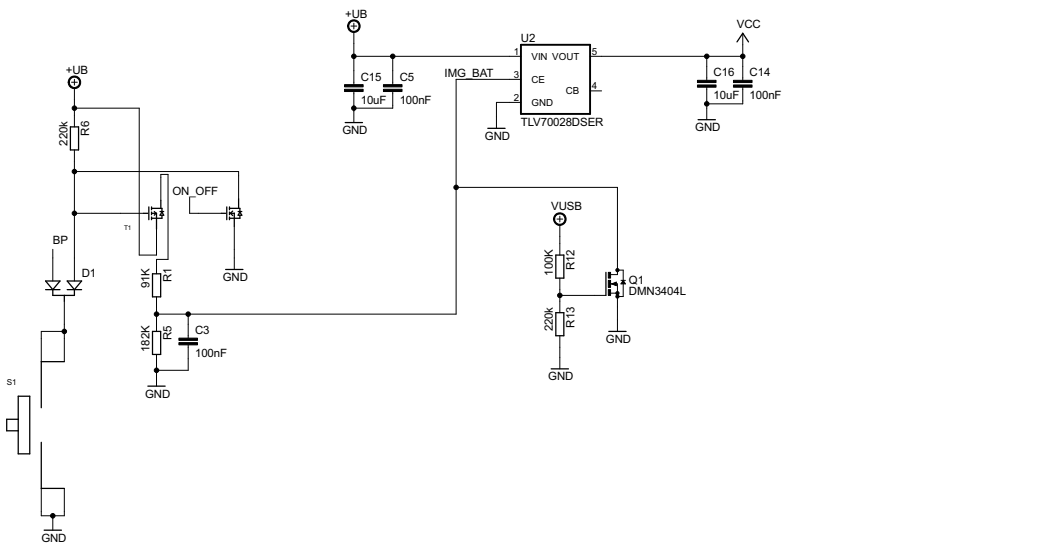 +UB
220k
R6
T1
ON_OFF
GND
BP
D1
91K
R1
182K
R5
C3
100nF
GND
S1
GND
+UB
C15
10uF
C5
100nF
GND
IMG_BAT
U2
1
VIN VOUT
5
3
CE
CB
4
2
GND
TLV70028DSER
GND
VCC
C16
10uF
C14
100nF
GND
VUSB
100K
R12
220k
R13
GND
Q1
DMN3404L
GND